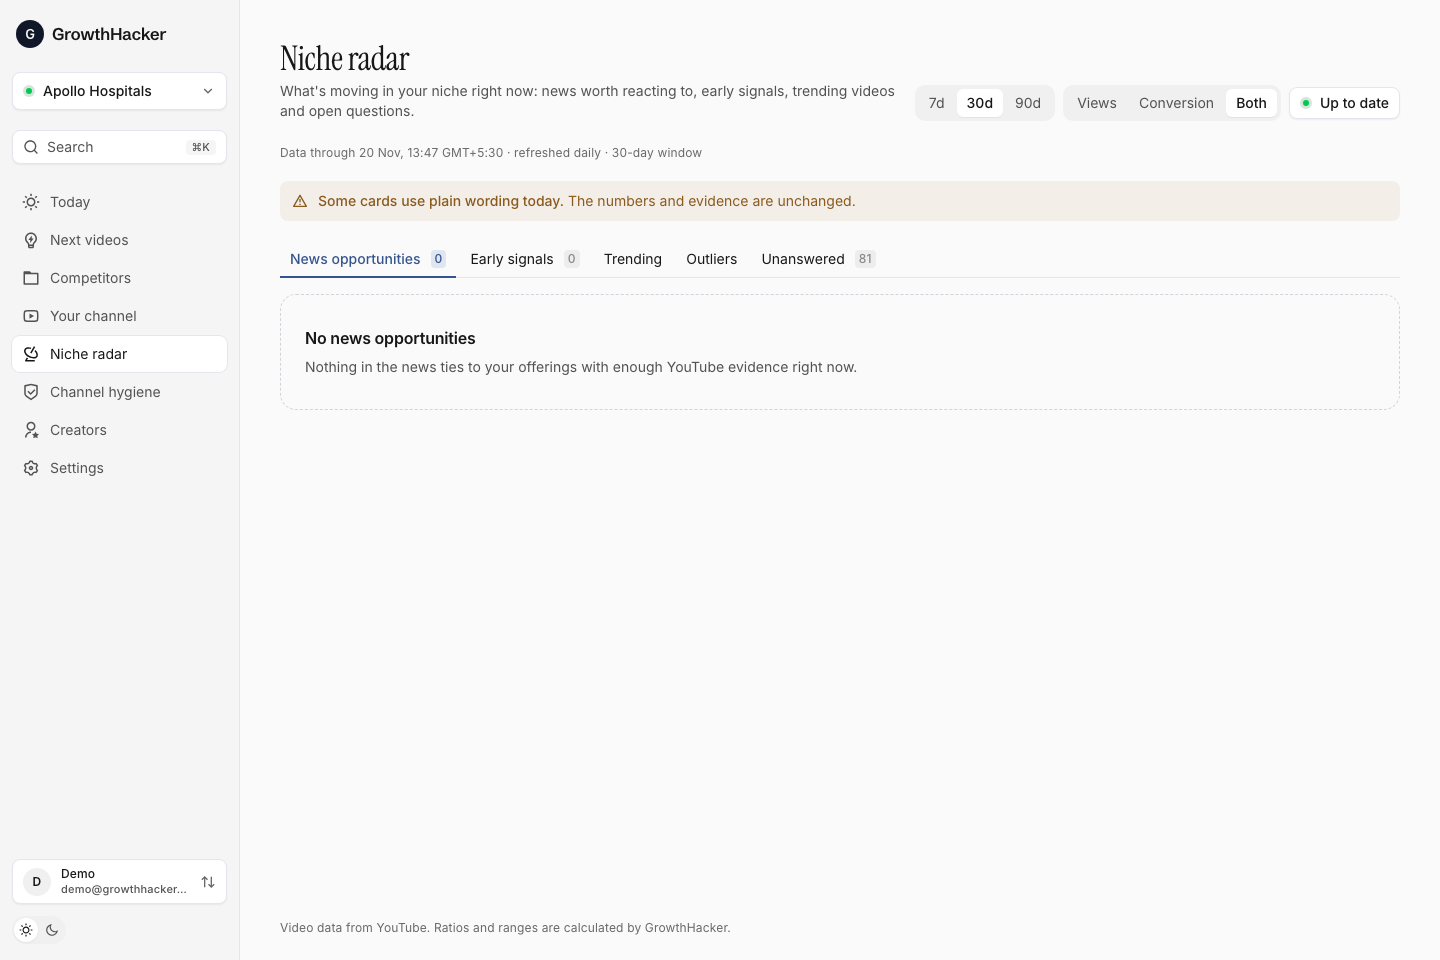 G GrowthHacker
Apollo Hospitals
Search ⌘K
Today
Next videos
Competitors
Your channel
Niche radar
Channel hygiene
Creators
Settings
D
Demo
demo@growthhacker...
Niche radar
What's moving in your niche right now: news worth reacting to, early signals, trending videos
and open questions.
7d 30d 90d Views Conversion Both Up to date
Data through 20 Nov, 13:47 GMT+5:30 · refreshed daily · 30-day window
Some cards use plain wording today. The numbers and evidence are unchanged.
News opportunities 0 Early signals 0 Trending Outliers Unanswered 81
No news opportunities
Nothing in the news ties to your offerings with enough YouTube evidence right now.
Video data from YouTube. Ratios and ranges are calculated by GrowthHacker.